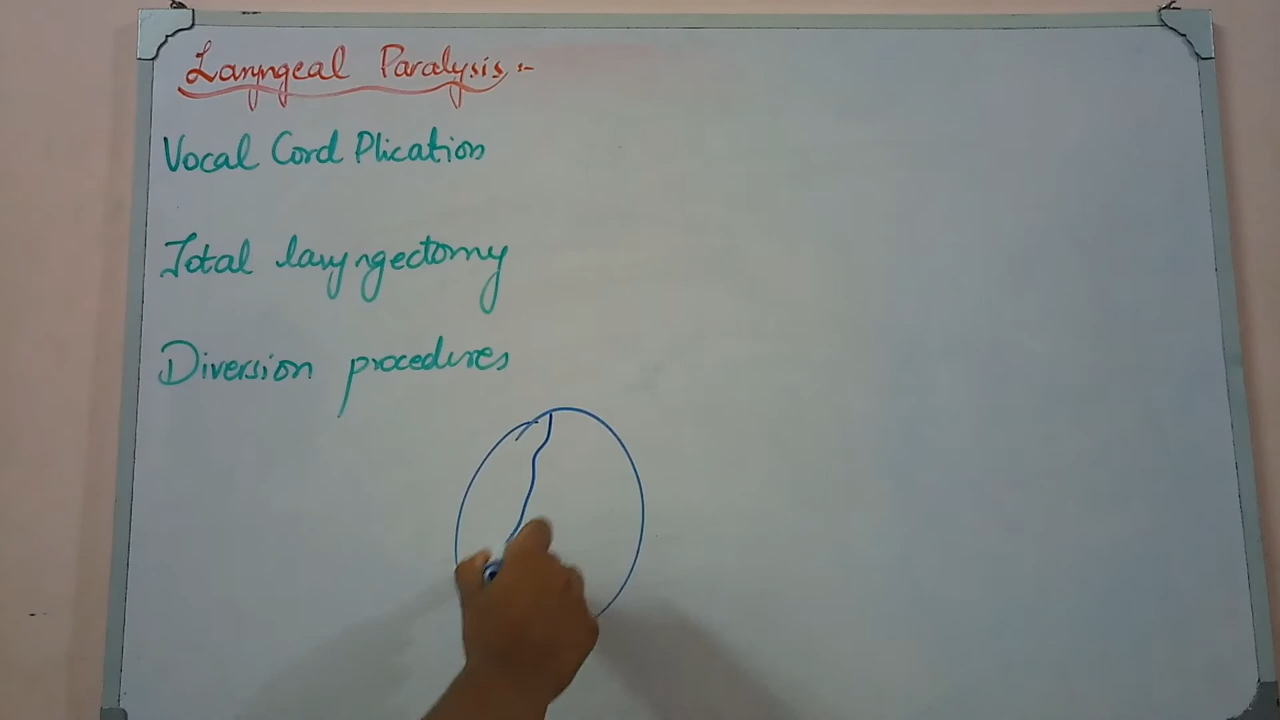 Laryngeal Paralysis :-
Vocal Cord Plication
Total laryngectomy
Diversion procedures